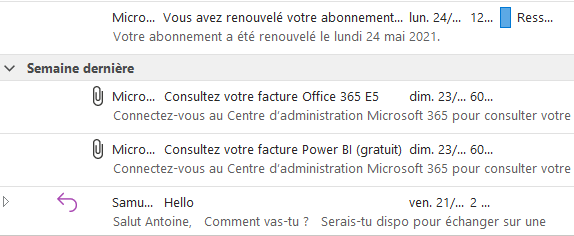 Micro... Vous avez renouvelé votre abonnement... lun. 24/... 12... Ress...
Votre abonnement a été renouvelé le lundi 24 mai 2021.
Semaine dernière
Micro... Consultez votre facture Office 365 E5 dim. 23/... 60...
Connectez-vous au Centre d'administration Microsoft 365 pour consulter votre
Micro... Consultez votre facture Power BI (gratuit) dim. 23/... 60...
Connectez-vous au Centre d'administration Microsoft 365 pour consulter votre
Samu... Hello ven. 21/... 2 ...
Salut Antoine, Comment vas-tu ? Serais-tu dispo pour échanger sur une